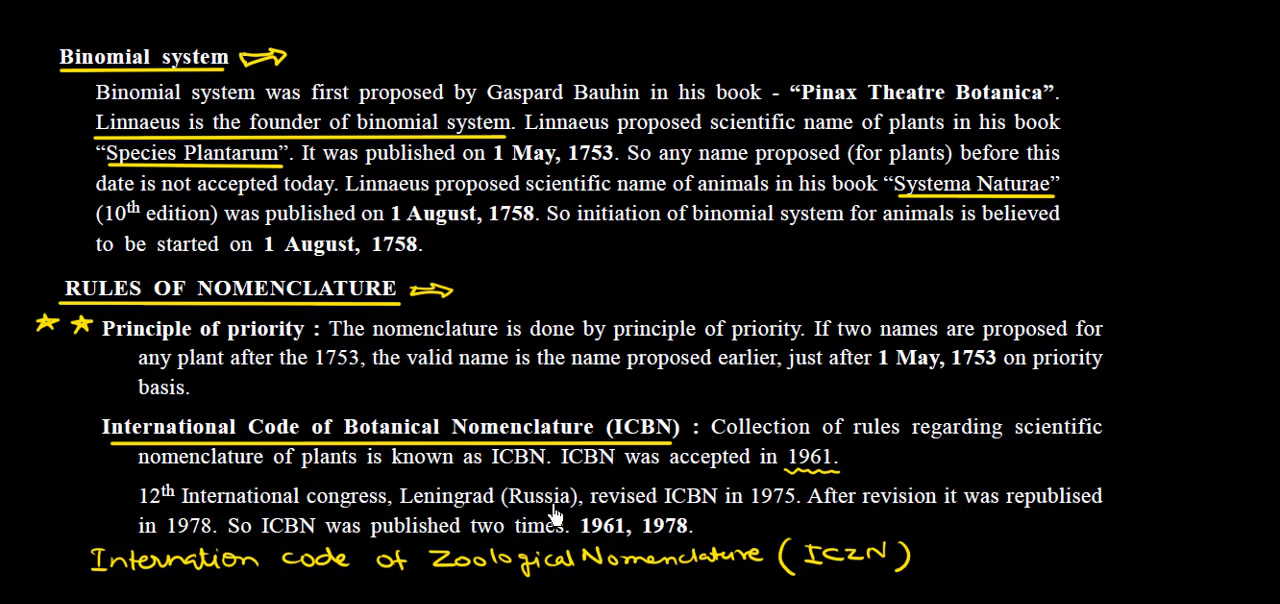 Binomial system
Binomial system was first proposed by Gaspard Bauhin in his book - “Pinax Theatre Botanica”.
Linnaeus is the founder of binomial system. Linnaeus proposed scientific name of plants in his book
“Species Plantarum”. It was published on 1 May, 1753. So any name proposed (for plants) before this
date is not accepted today. Linnaeus proposed scientific name of animals in his book “Systema Naturae”
(10th edition) was published on 1 August, 1758. So initiation of binomial system for animals is believed
to be started on 1 August, 1758.
RULES OF NOMENCLATURE
Principle of priority : The nomenclature is done by principle of priority. If two names are proposed for
any plant after the 1753, the valid name is the name proposed earlier, just after 1 May, 1753 on priority
basis.
International Code of Botanical Nomenclature (ICBN) : Collection of rules regarding scientific
nomenclature of plants is known as ICBN. ICBN was accepted in 1961.
12th International congress, Leningrad (Russia), revised ICBN in 1975. After revision it was republised
in 1978. So ICBN was published two times. 1961, 1978.
Internation code of Zoological Nomenclature (ICZN)